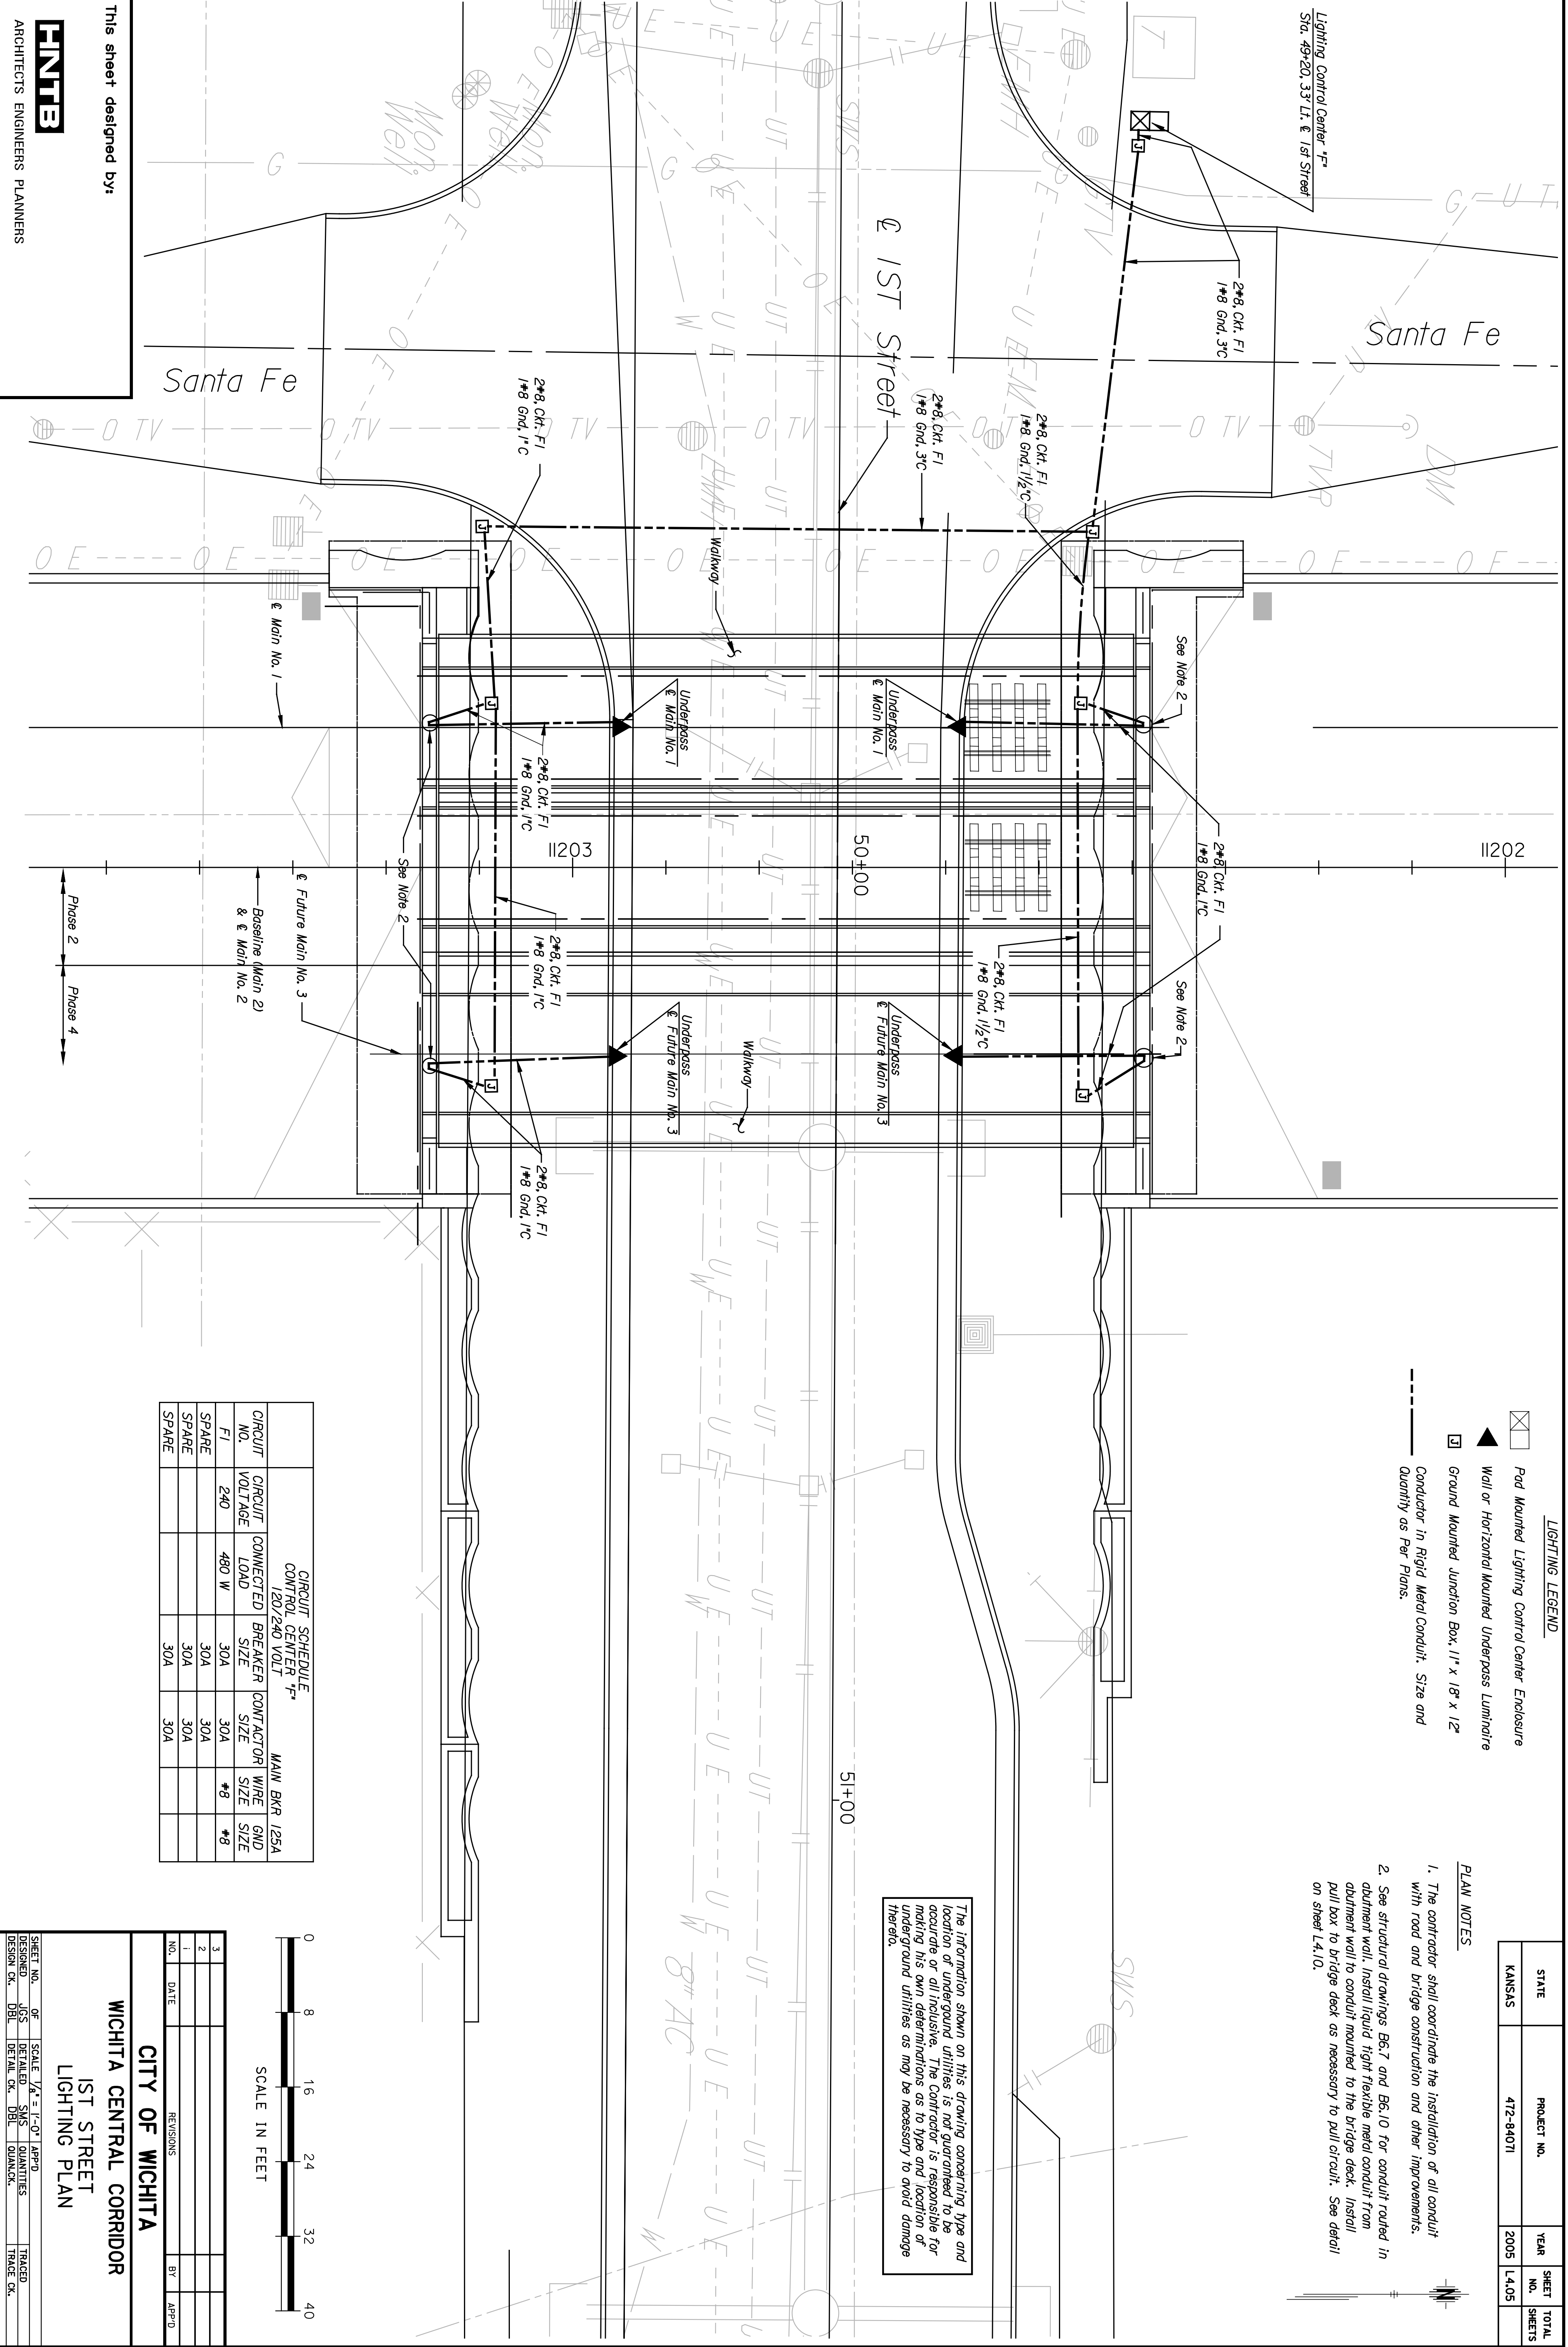 STATE
PROJECT NO.
YEAR
SHEET NO.
TOTAL SHEETS
KANSAS
472-84071
2005
L4.05
N
LIGHTING LEGEND
Pad Mounted Lighting Control Center Enclosure
Wall or Horizontal Mounted Underpass Luminaire
J
Ground Mounted Junction Box, 11" x 18" x 12"
Conductor in Rigid Metal Conduit. Size and
Quantity as Per Plans.
PLAN NOTES
1. The contractor shall coordinate the installation of all conduit
with road and bridge construction and other improvements.
2. See structural drawings B6.7 and B6.10 for conduit routed in
abutment wall. Install liquid tight flexible metal conduit from
abutment wall to conduit mounted to the bridge deck. Install
pull box to bridge deck as necessary to pull circuit. See detail
on sheet L4.10.
Lighting Control Center "F"
Sta. 49+20, 33' Lt. ℄ 1st Street
2#8, Ckt. F1
1#8 Gnd, 3"C
Santa Fe
℄ 1ST Street
2#8, Ckt. F1
1#8 Gnd, 1½"C
2#8, Ckt. F1
1#8 Gnd, 3"C
2#8, Ckt. F1
1#8 Gnd, 1"C
Santa Fe
See Note 2
2#8, Ckt. F1
1#8 Gnd, 1"C
See Note 2
11202
2#8, Ckt. F1
1#8 Gnd, 1½"C
Underpass
℄ Main No. 1
Underpass
℄ Future Main No. 3
50+00
51+00
Walkway
Walkway
Underpass
℄ Main No. 1
Underpass
℄ Future Main No. 3
11203
2#8, Ckt. F1
1#8 Gnd, 1"C
2#8, Ckt. F1
1#8 Gnd, 1"C
2#8, Ckt. F1
1#8 Gnd, 1"C
See Note 2
℄ Main No. 1
℄ Future Main No. 3
Baseline (Main 2)
& ℄ Main No. 2
Phase 2
Phase 4
The information shown on this drawing concerning type and
location of undergound utilities is not guaranteed to be
accurate or all inclusive. The Contractor is responsible for
making his own determinations as to type and location of
underground utilities as may be necessary to avoid damage
thereto.
CIRCUIT SCHEDULE
CONTROL CENTER "F"
120/240 VOLT
MAIN BKR 125A
CIRCUIT NO.
CIRCUIT VOLTAGE
CONNECTED LOAD
BREAKER SIZE
CONTACTOR SIZE
WIRE SIZE
GND SIZE
F1 240 480 W 30A 30A #8 #8
SPARE 30A 30A
SPARE 30A 30A
SPARE 30A 30A
0 8 16 24 32 40
SCALE IN FEET
3
2
1
NO. DATE REVISIONS BY APP'D
CITY OF WICHITA
WICHITA CENTRAL CORRIDOR
1ST STREET
LIGHTING PLAN
SHEET NO. OF SCALE 1/8" = 1'-0" APP'D
DESIGNED JGS DETAILED SMS QUANTITIES TRACED
DESIGN CK. DBL DETAIL CK. DBL QUAN.CK. TRACE CK.
This sheet designed by:
HNTB
ARCHITECTS ENGINEERS PLANNERS
Mon. Well
Mon. Well
8" AC
SWS
SWS